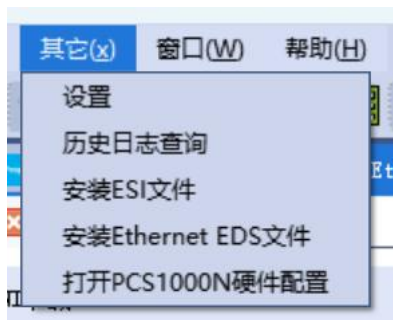 其它(x) 窗口(W) 帮助(H)
设置
历史日志查询
安装ESI文件
安装Ethernet EDS文件
打开PCS1000N硬件配置
Et